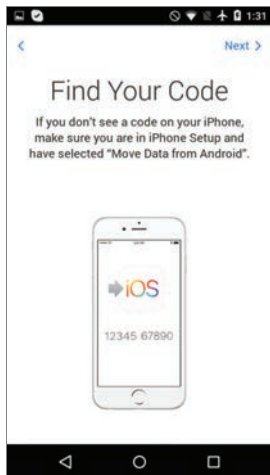 1:31
Next
Find Your Code
If you don't see a code on your iPhone,
make sure you are in iPhone Setup and
have selected “Move Data from Android”.
iOS
12345 67890